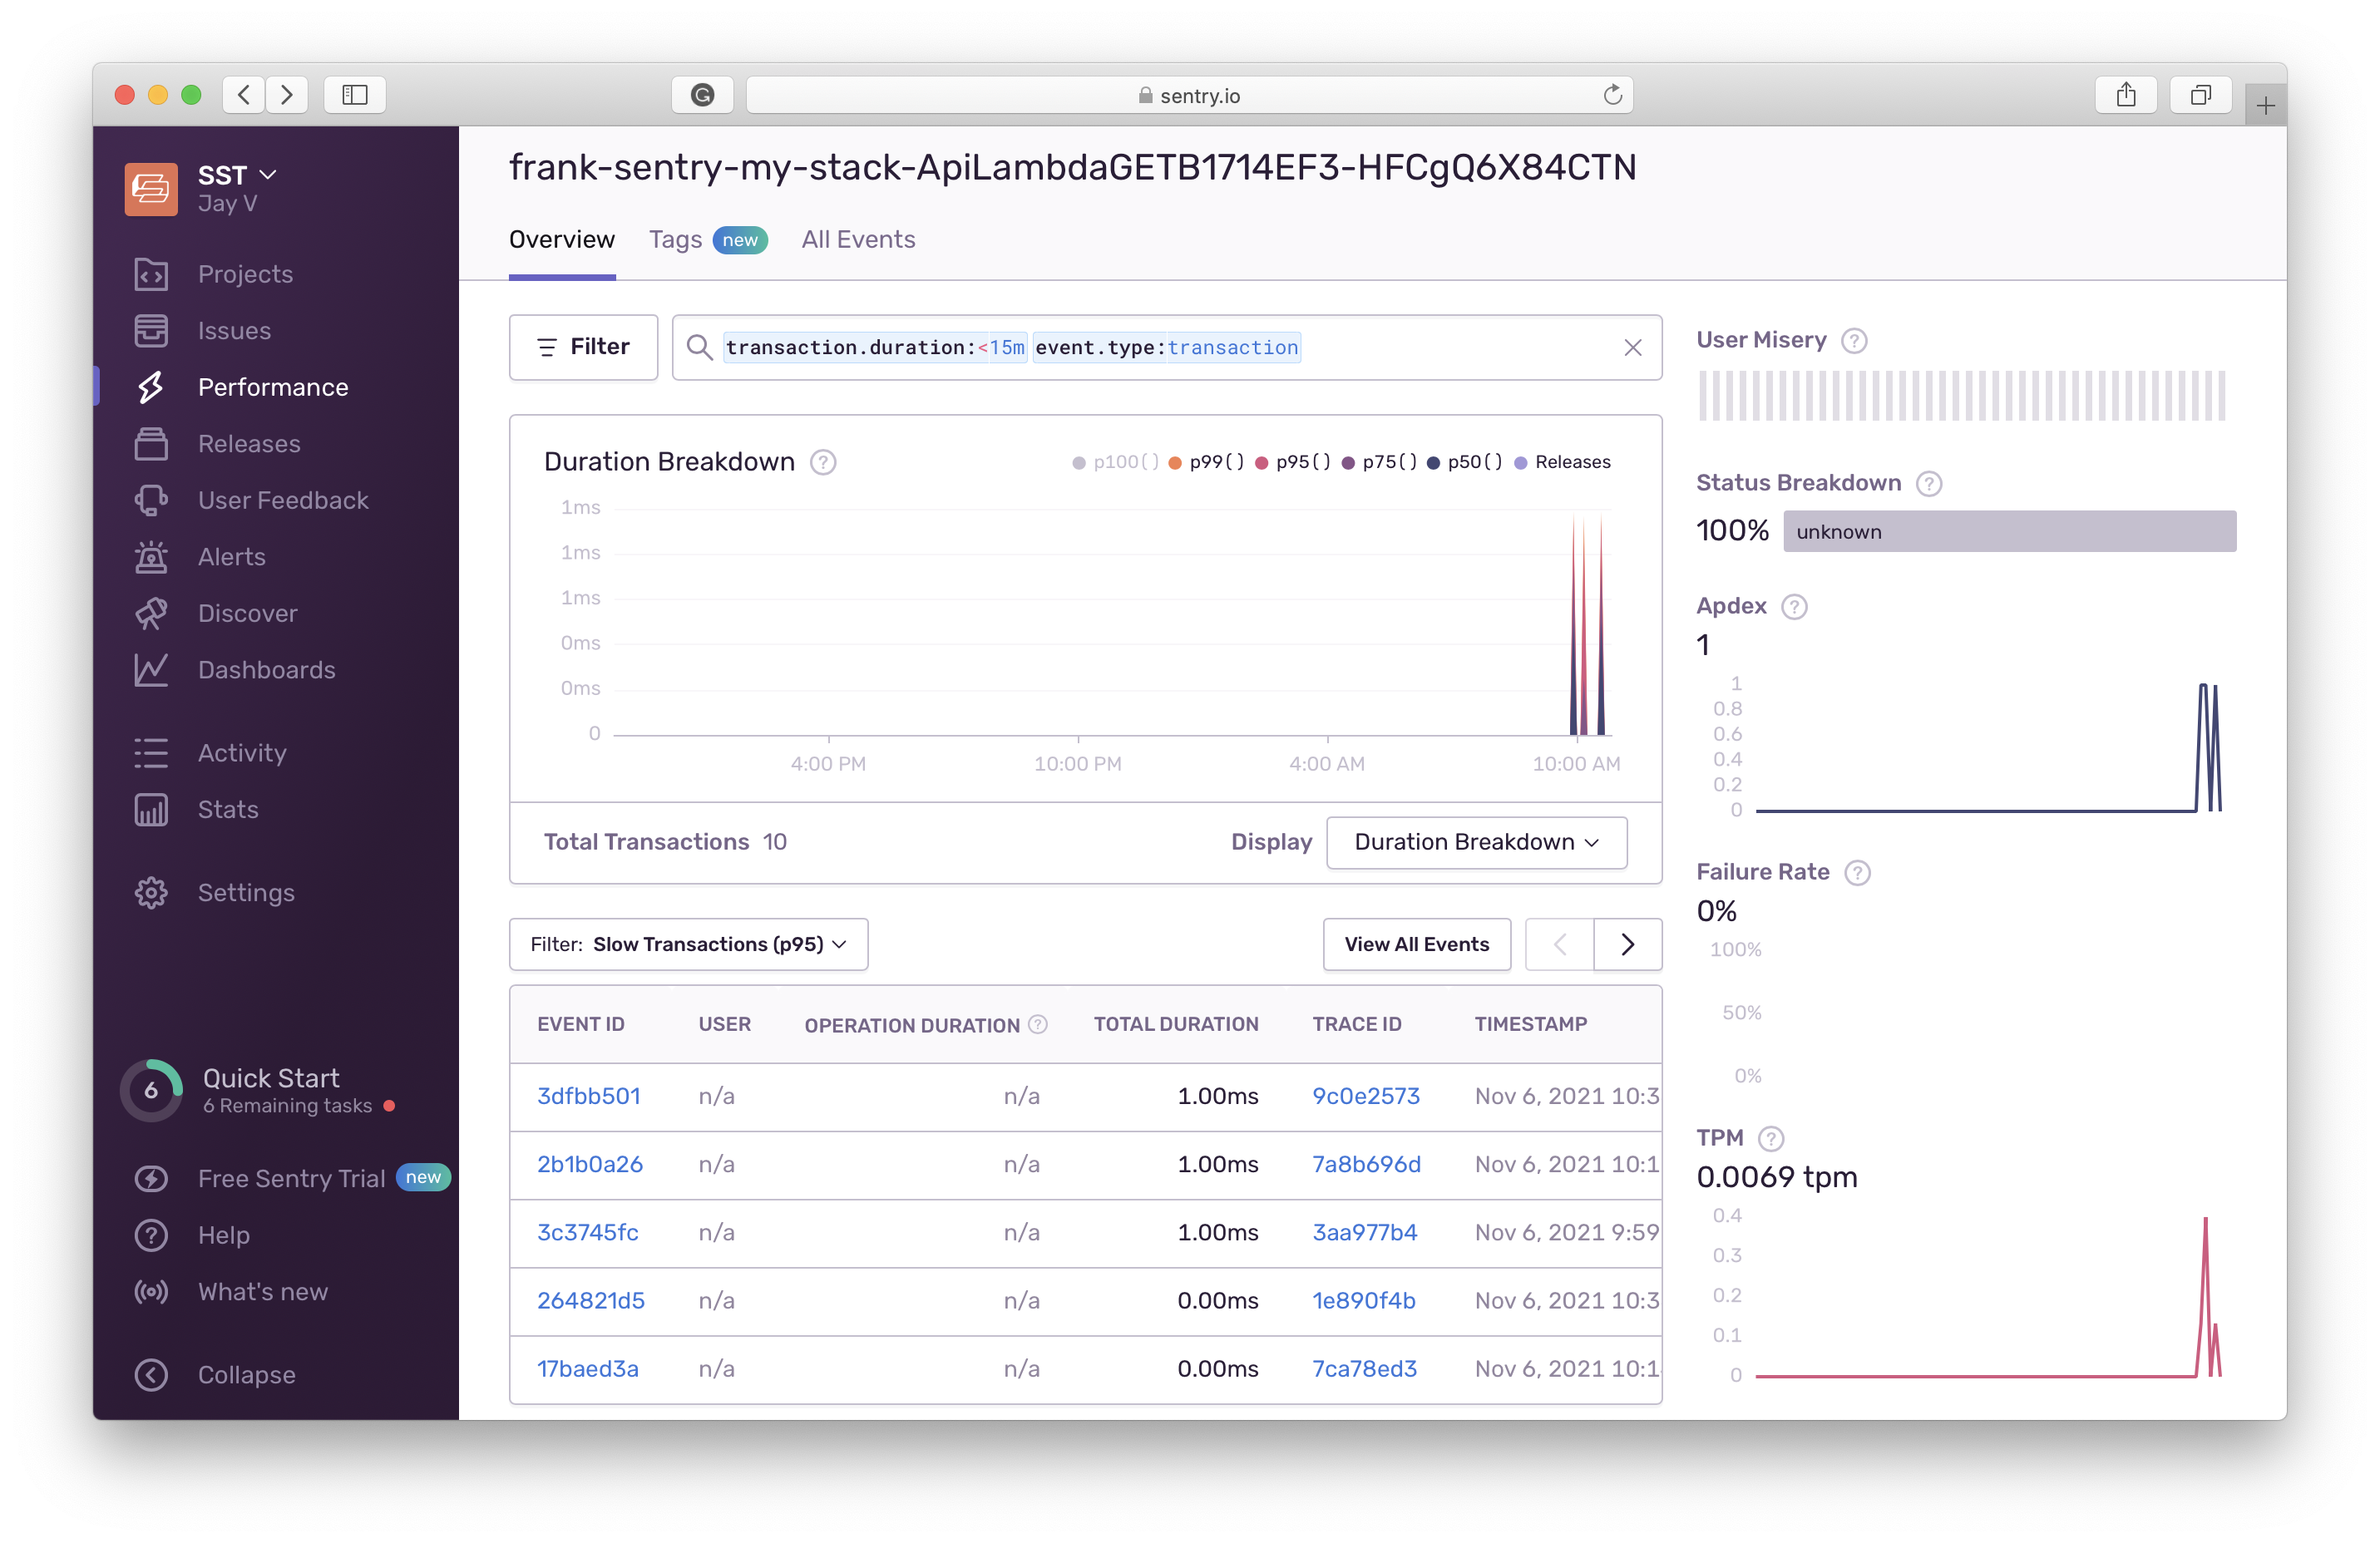 sentry.io
SST
Jay V
Projects
Issues
Performance
Releases
User Feedback
Alerts
Discover
Dashboards
Activity
Stats
Settings
6
Quick Start
6 Remaining tasks
Free Sentry Trial new
Help
What's new
Collapse
frank-sentry-my-stack-ApiLambdaGETB1714EF3-HFCgQ6X84CTN
Overview Tags new All Events
Filter transaction.duration:<15m event.type:transaction
Duration Breakdown ? p100() p99() p95() p75() p50() Releases
1ms
1ms
1ms
0ms
0ms
0
4:00 PM 10:00 PM 4:00 AM 10:00 AM
Total Transactions 10 Display Duration Breakdown
Filter: Slow Transactions (p95) View All Events
EVENT ID USER OPERATION DURATION ? TOTAL DURATION TRACE ID TIMESTAMP
3dfbb501 n/a n/a 1.00ms 9c0e2573 Nov 6, 2021 10:3
2b1b0a26 n/a n/a 1.00ms 7a8b696d Nov 6, 2021 10:1
3c3745fc n/a n/a 1.00ms 3aa977b4 Nov 6, 2021 9:59
264821d5 n/a n/a 0.00ms 1e890f4b Nov 6, 2021 10:3
17baed3a n/a n/a 0.00ms 7ca78ed3 Nov 6, 2021 10:1
User Misery ?
Status Breakdown ?
100% unknown
Apdex ?
1
1
0.8
0.6
0.4
0.2
0
Failure Rate ?
0%
100%
50%
0%
TPM ?
0.0069 tpm
0.4
0.3
0.2
0.1
0